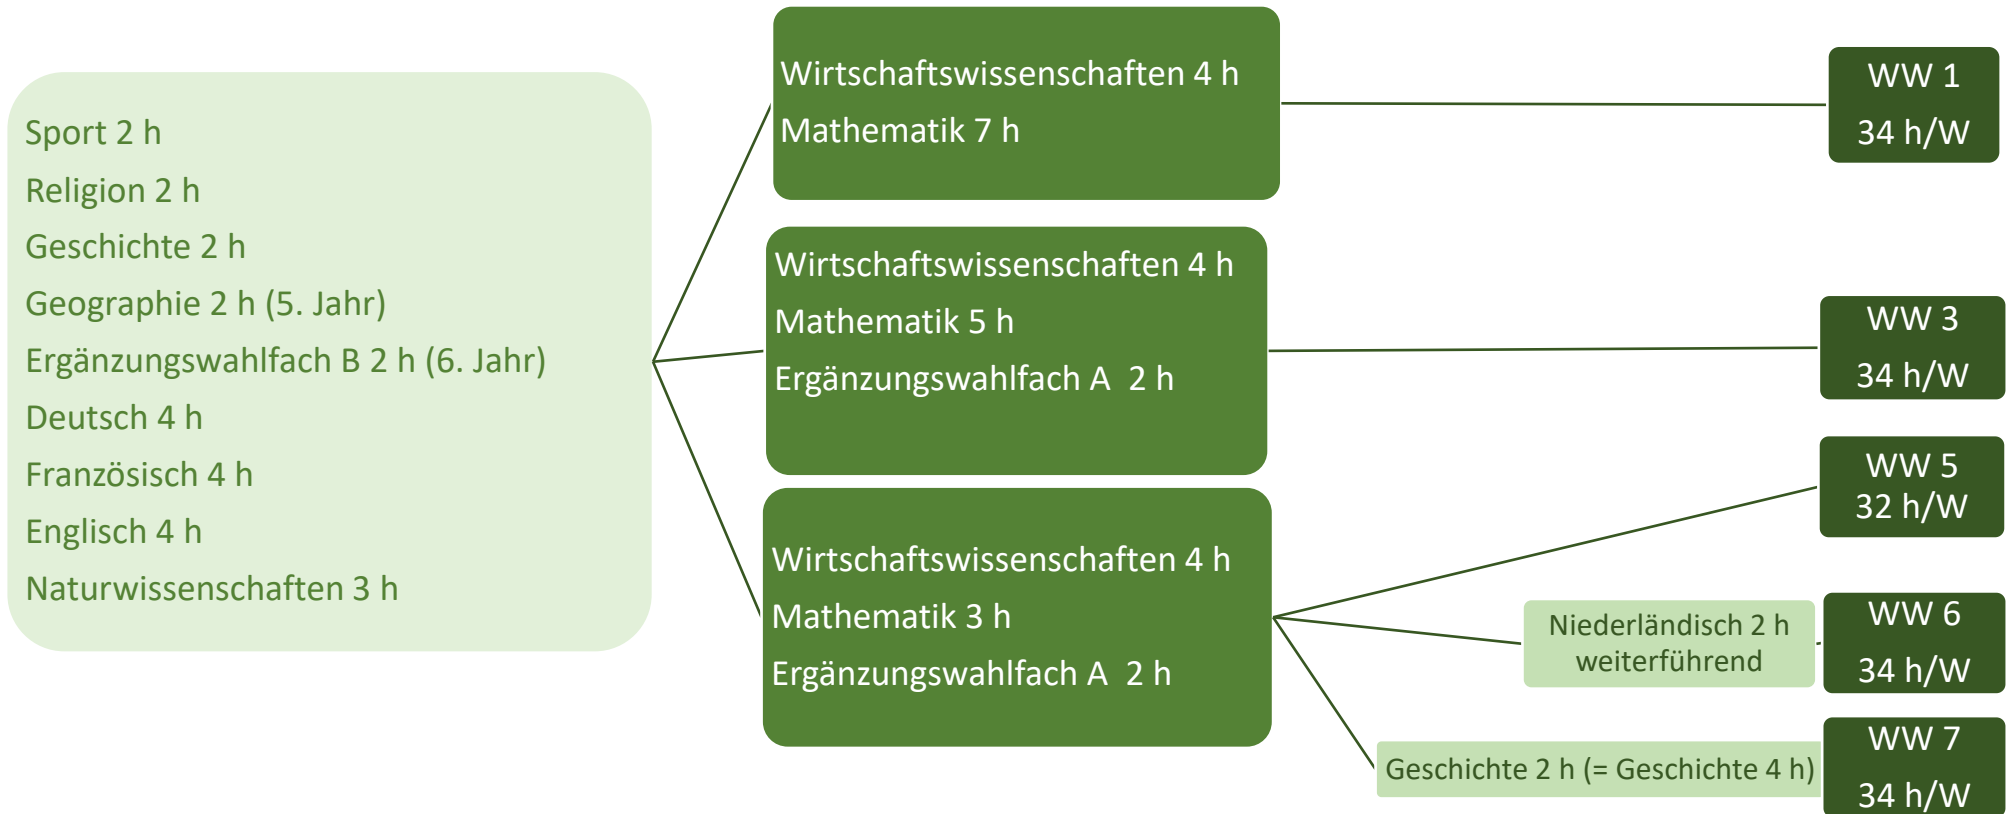 Sport 2 h
Religion 2 h
Geschichte 2 h
Geographie 2 h (5. Jahr)
Ergänzungswahlfach B 2 h (6. Jahr)
Deutsch 4 h
Französisch 4 h
Englisch 4 h
Naturwissenschaften 3 h
Wirtschaftswissenschaften 4 h
Mathematik 7 h
WW 1
34 h/W
Wirtschaftswissenschaften 4 h
Mathematik 5 h
Ergänzungswahlfach A  2 h
WW 3
34 h/W
Wirtschaftswissenschaften 4 h
Mathematik 3 h
Ergänzungswahlfach A  2 h
WW 5
32 h/W
Niederländisch 2 h
weiterführend
WW 6
34 h/W
Geschichte 2 h (= Geschichte 4 h)
WW 7
34 h/W